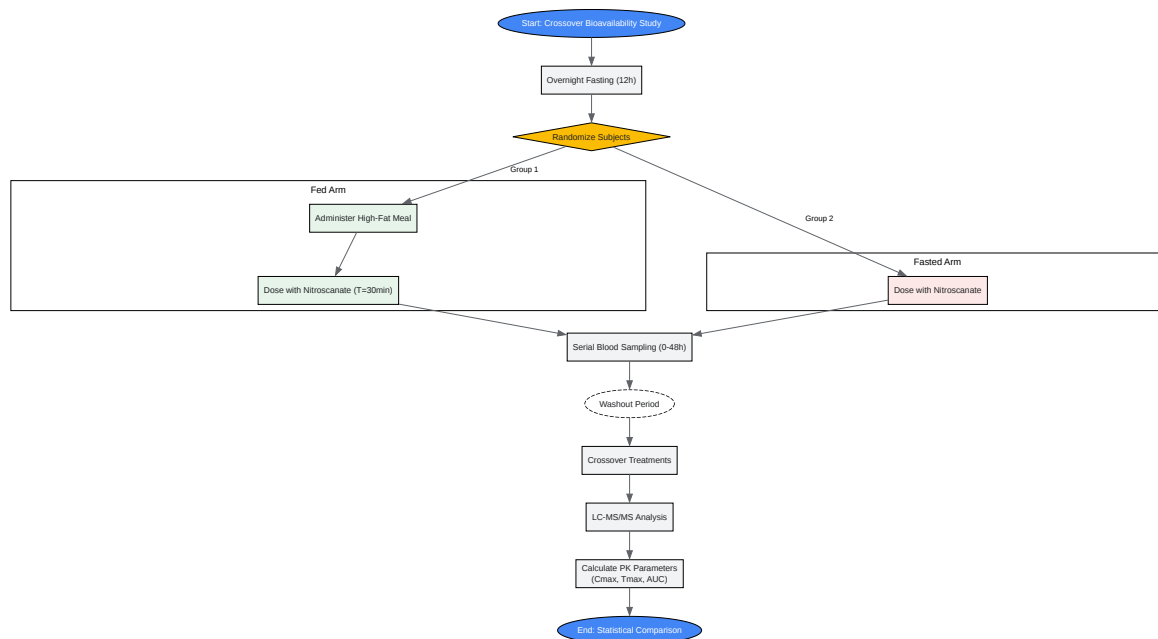 Start: Crossover Bioavailability Study
Overnight Fasting (12h)
Randomize Subjects
Group 1
Fed Arm
Administer High-Fat Meal
Group 2
Fasted Arm
Dose with Nitroscanate (T=30min)
Dose with Nitroscanate
Serial Blood Sampling (0-48h)
Washout Period
Crossover Treatments
LC-MS/MS Analysis
Calculate PK Parameters
(Cmax, Tmax, AUC)
End: Statistical Comparison